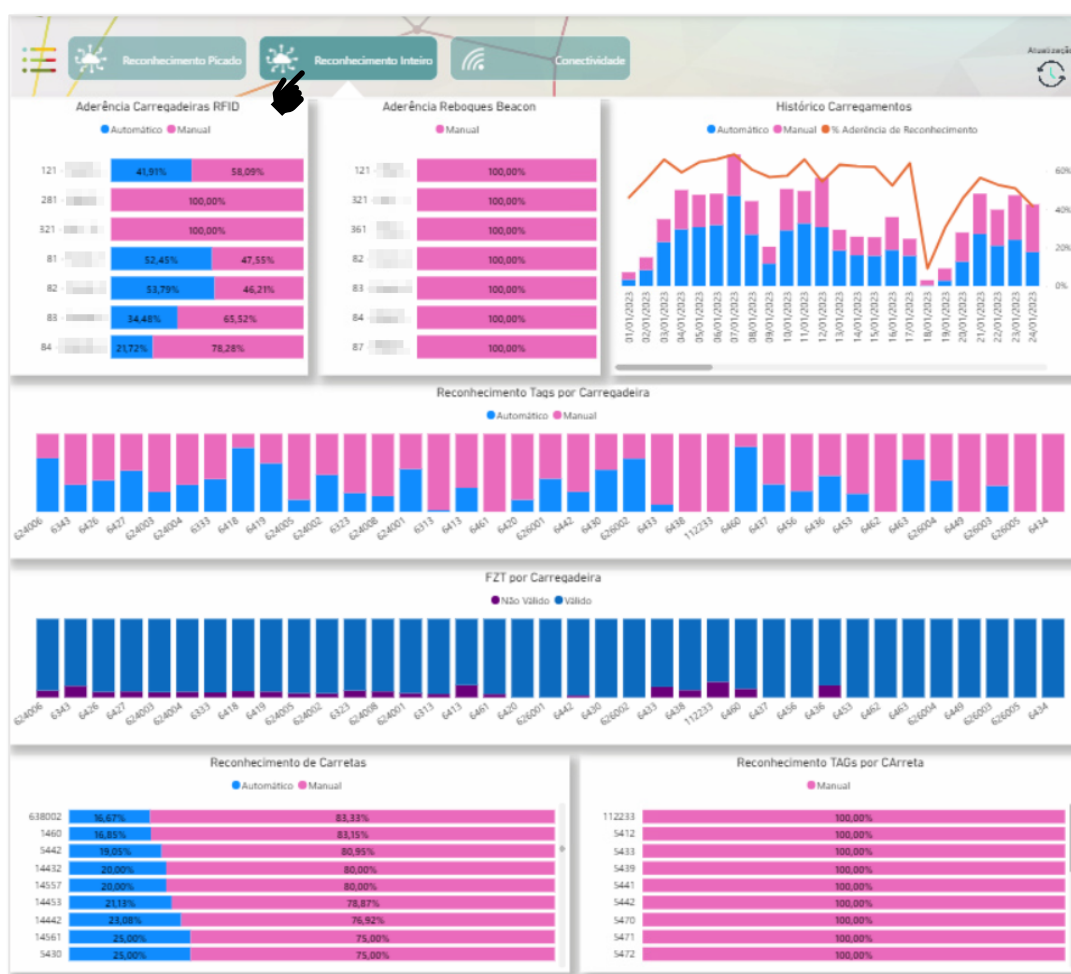 Reconhecimento Picado
Reconhecimento Inteiro
Conectividade
Atualização
Aderência Carregadeiras RFID
Automático Manual
121 - 41,91% 58,09%
281 - 100,00%
321 - 100,00%
81 - 52,45% 47,55%
82 - 53,79% 46,21%
83 - 34,48% 65,52%
84 - 21,72% 78,28%
Aderência Reboques Beacon
Manual
121 - 100,00%
321 - 100,00%
361 100,00%
82 - 100,00%
83 - 100,00%
84 - 100,00%
87 - 100,00%
Histórico Carregamentos
Automático Manual % Aderência de Reconhecimento
60%
40%
20%
0%
01/01/2023
02/01/2023
03/01/2023
04/01/2023
05/01/2023
06/01/2023
07/01/2023
08/01/2023
09/01/2023
10/01/2023
11/01/2023
12/01/2023
13/01/2023
14/01/2023
15/01/2023
16/01/2023
17/01/2023
18/01/2023
19/01/2023
20/01/2023
21/01/2023
22/01/2023
23/01/2023
24/01/2023
Reconhecimento Tags por Carregadeira
Automático Manual
624006 6343 6426 6427 624003 624004 6333 6418 6419 624005 624002 6323 624008 624001 6313 6413 6461 6420 626001 6442 6430 626002 6433 6438 112233 6460 6437 6456 6436 6453 6462 6463 626004 6449 626003 626005 6434
FZT por Carregadeira
Não Válido Válido
624006 6343 6426 6427 624003 624004 6333 6418 6419 624005 624002 6323 624008 624001 6313 6413 6461 6420 626001 6442 6430 626002 6433 6438 112233 6460 6437 6456 6436 6453 6462 6463 626004 6449 626003 626005 6434
Reconhecimento de Carretas
Automático Manual
638002 16,67% 83,33%
1460 16,85% 83,15%
5442 19,05% 80,95%
14432 20,00% 80,00%
14557 20,00% 80,00%
14453 21,13% 78,87%
14442 23,08% 76,92%
14561 25,00% 75,00%
5430 25,00% 75,00%
Reconhecimento TAGs por CArreta
Manual
112233 100,00%
5412 100,00%
5433 100,00%
5439 100,00%
5441 100,00%
5442 100,00%
5470 100,00%
5471 100,00%
5472 100,00%